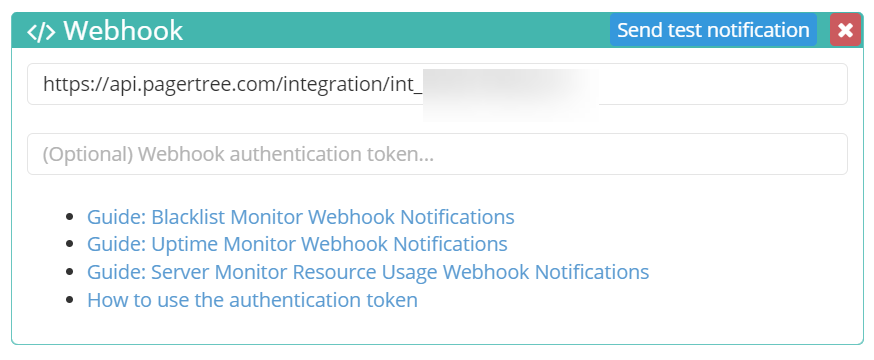 </> Webhook
Send test notification
https://api.pagertree.com/integration/int_
(Optional) Webhook authentication token...
Guide: Blacklist Monitor Webhook Notifications
Guide: Uptime Monitor Webhook Notifications
Guide: Server Monitor Resource Usage Webhook Notifications
How to use the authentication token